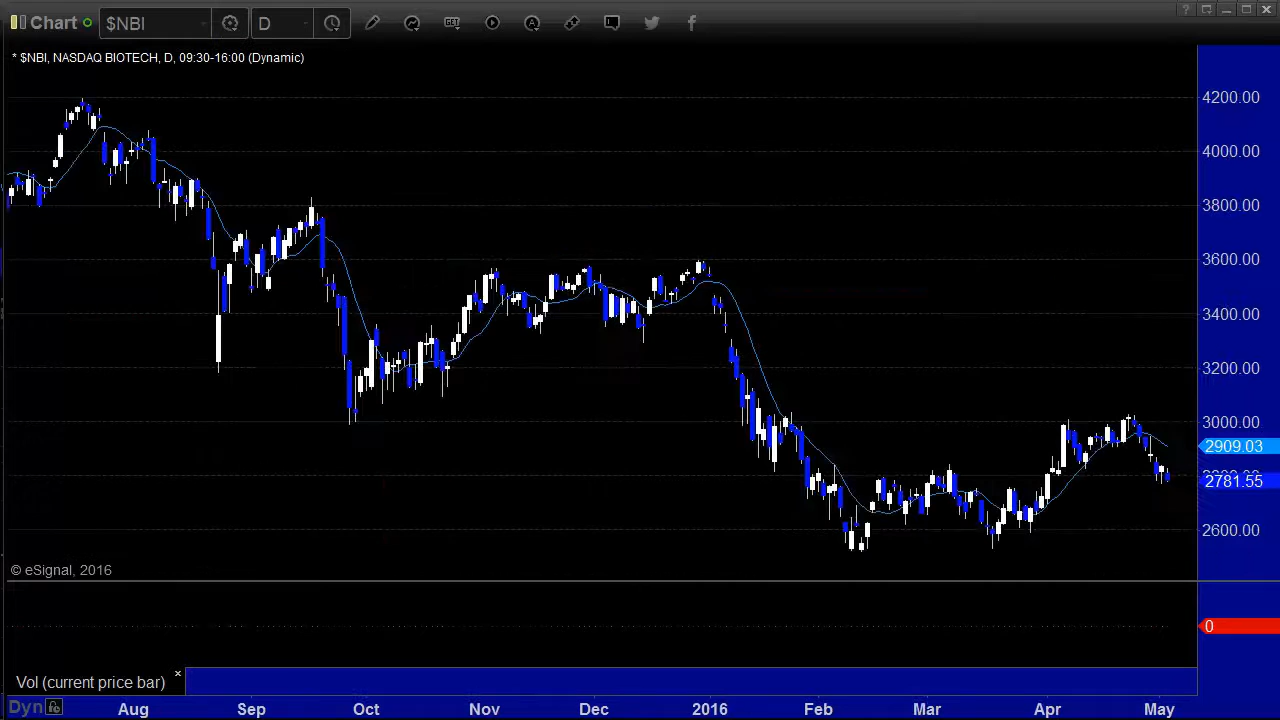 Chart $NBI D GET A ?
* $NBI, NASDAQ BIOTECH, D, 09:30-16:00 (Dynamic)
4200.00
4000.00
3800.00
3600.00
3400.00
3200.00
3000.00
2909.03
2781.55
2600.00
© eSignal, 2016
0
Vol (current price bar) ×
Dyn Aug Sep Oct Nov Dec 2016 Feb Mar Apr May